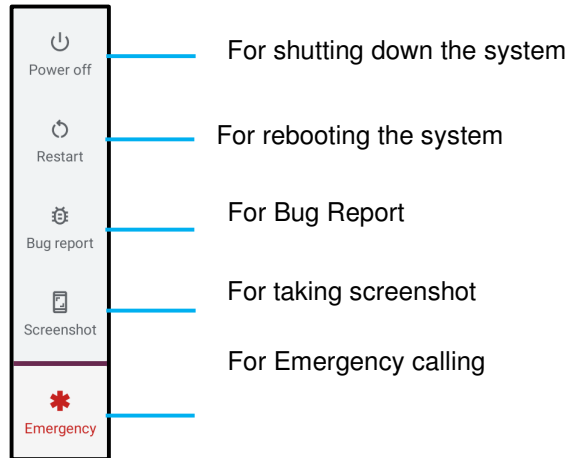 Power off
For shutting down the system
Restart
For rebooting the system
Bug report
For Bug Report
Screenshot
For taking screenshot
Emergency
For Emergency calling